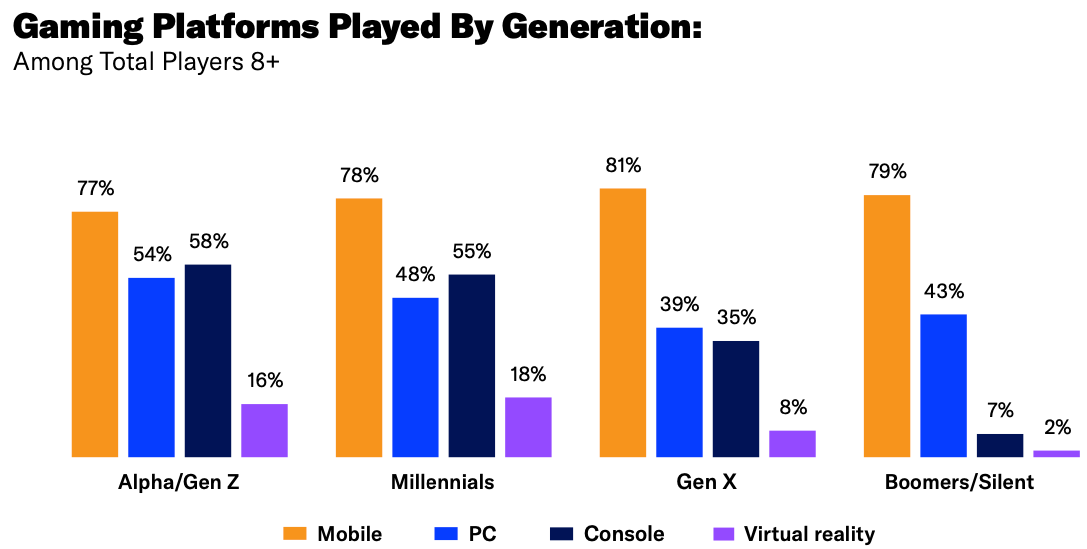 Gaming Platforms Played By Generation:
Among Total Players 8+
77% 54% 58% 16%
78% 48% 55% 18%
81% 39% 35% 8%
79% 43% 7% 2%
Alpha/Gen Z Millennials Gen X Boomers/Silent
Mobile PC Console Virtual reality